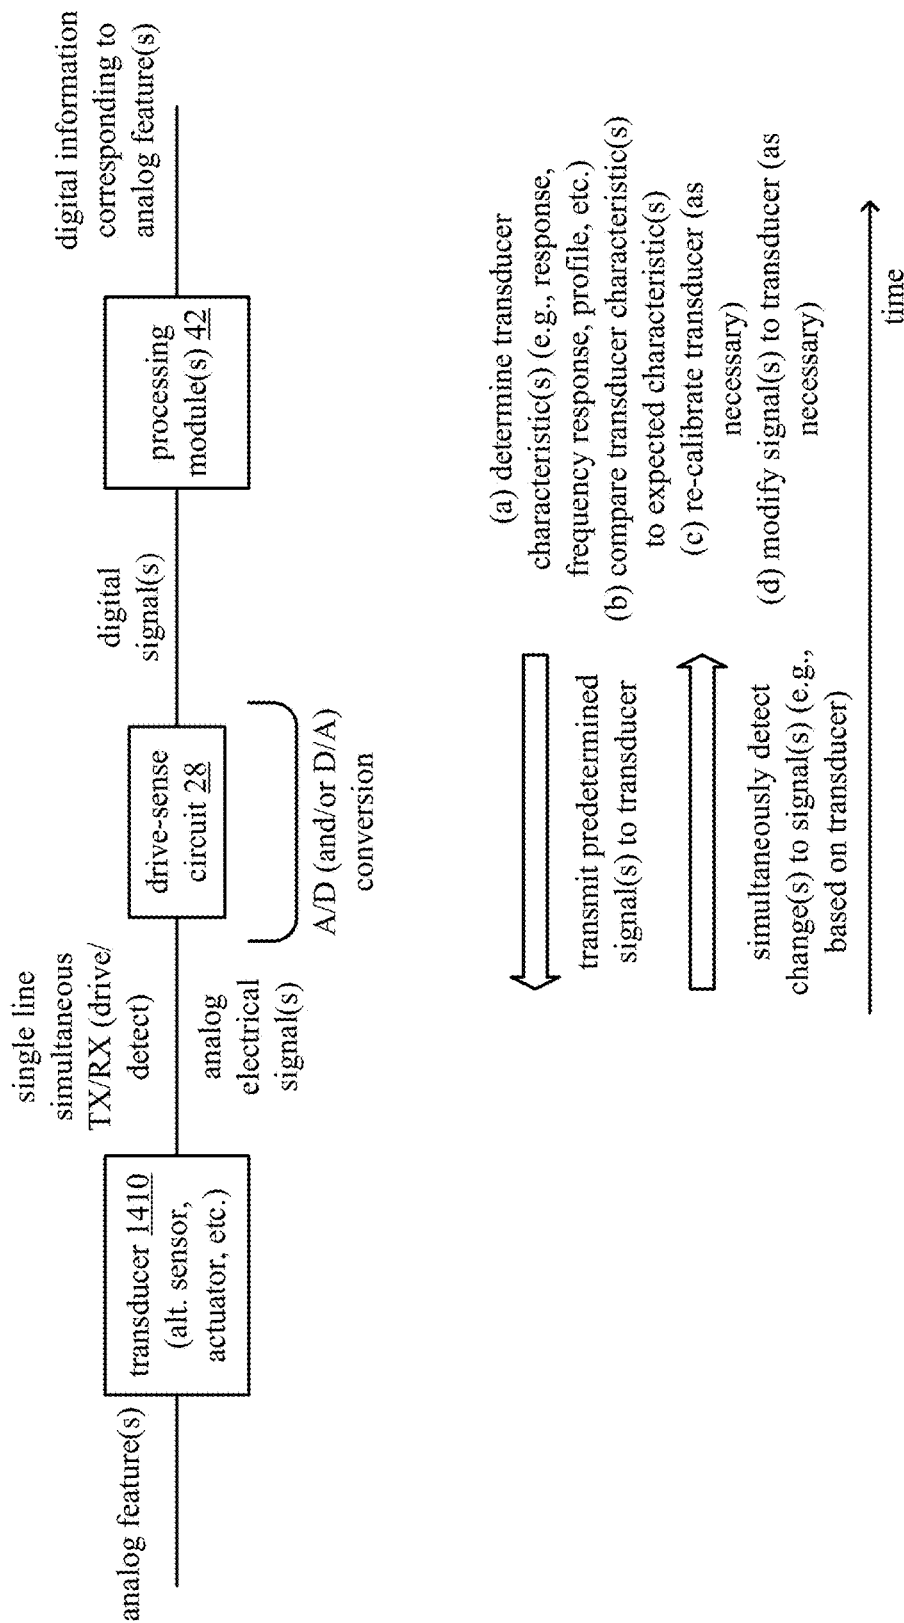 analog feature(s)
transducer 1410
(alt. sensor,
actuator, etc.)
single line
simultaneous
TX/RX (drive/
detect)
analog
electrical
signal(s)
drive-sense
circuit 28
A/D (and/or D/A)
conversion
digital
signal(s)
processing
module(s) 42
digital information
corresponding to
analog feature(s)
transmit predetermined
signal(s) to transducer
simultaneously detect
change(s) to signal(s) (e.g.,
based on transducer)
(a) determine transducer
characteristic(s) (e.g., response,
frequency response, profile, etc.)
(b) compare transducer characteristic(s)
to expected characteristic(s)
(c) re-calibrate transducer (as
necessary)
(d) modify signal(s) to transducer (as
necessary)
time